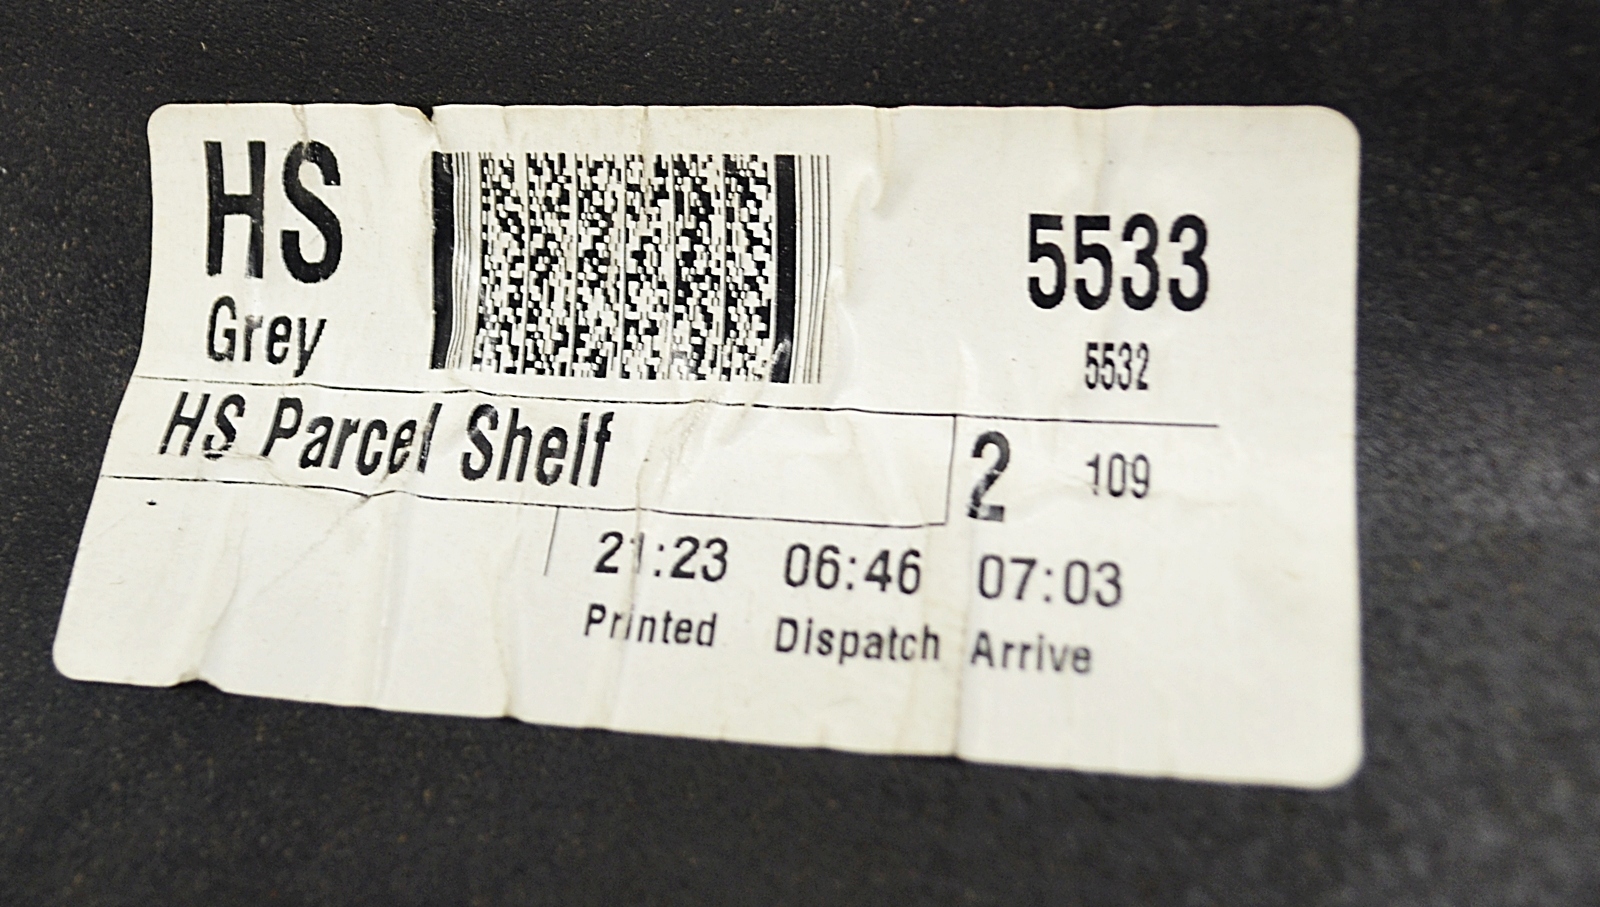 HS
Grey
5533
5532
HS Parcel Shelf
2 109
21:23 06:46 07:03
Printed Dispatch Arrive